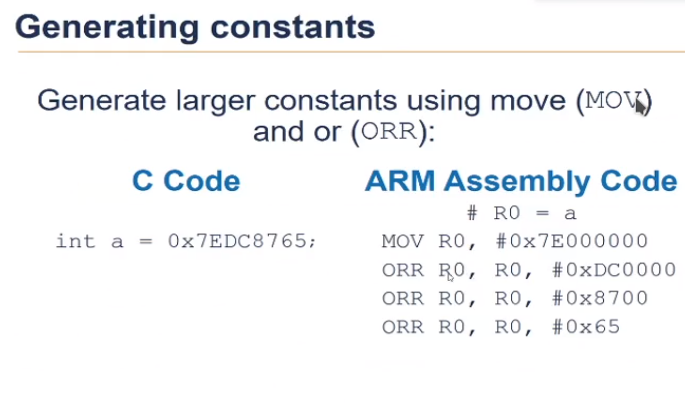 Generating constants
Generate larger constants using move (MOV)
and or (ORR):
C Code
int a = 0x7EDC8765;
ARM Assembly Code
# R0 = a
MOV R0, #0x7E000000
ORR R0, R0, #0xDC0000
ORR R0, R0, #0x8700
ORR R0, R0, #0x65